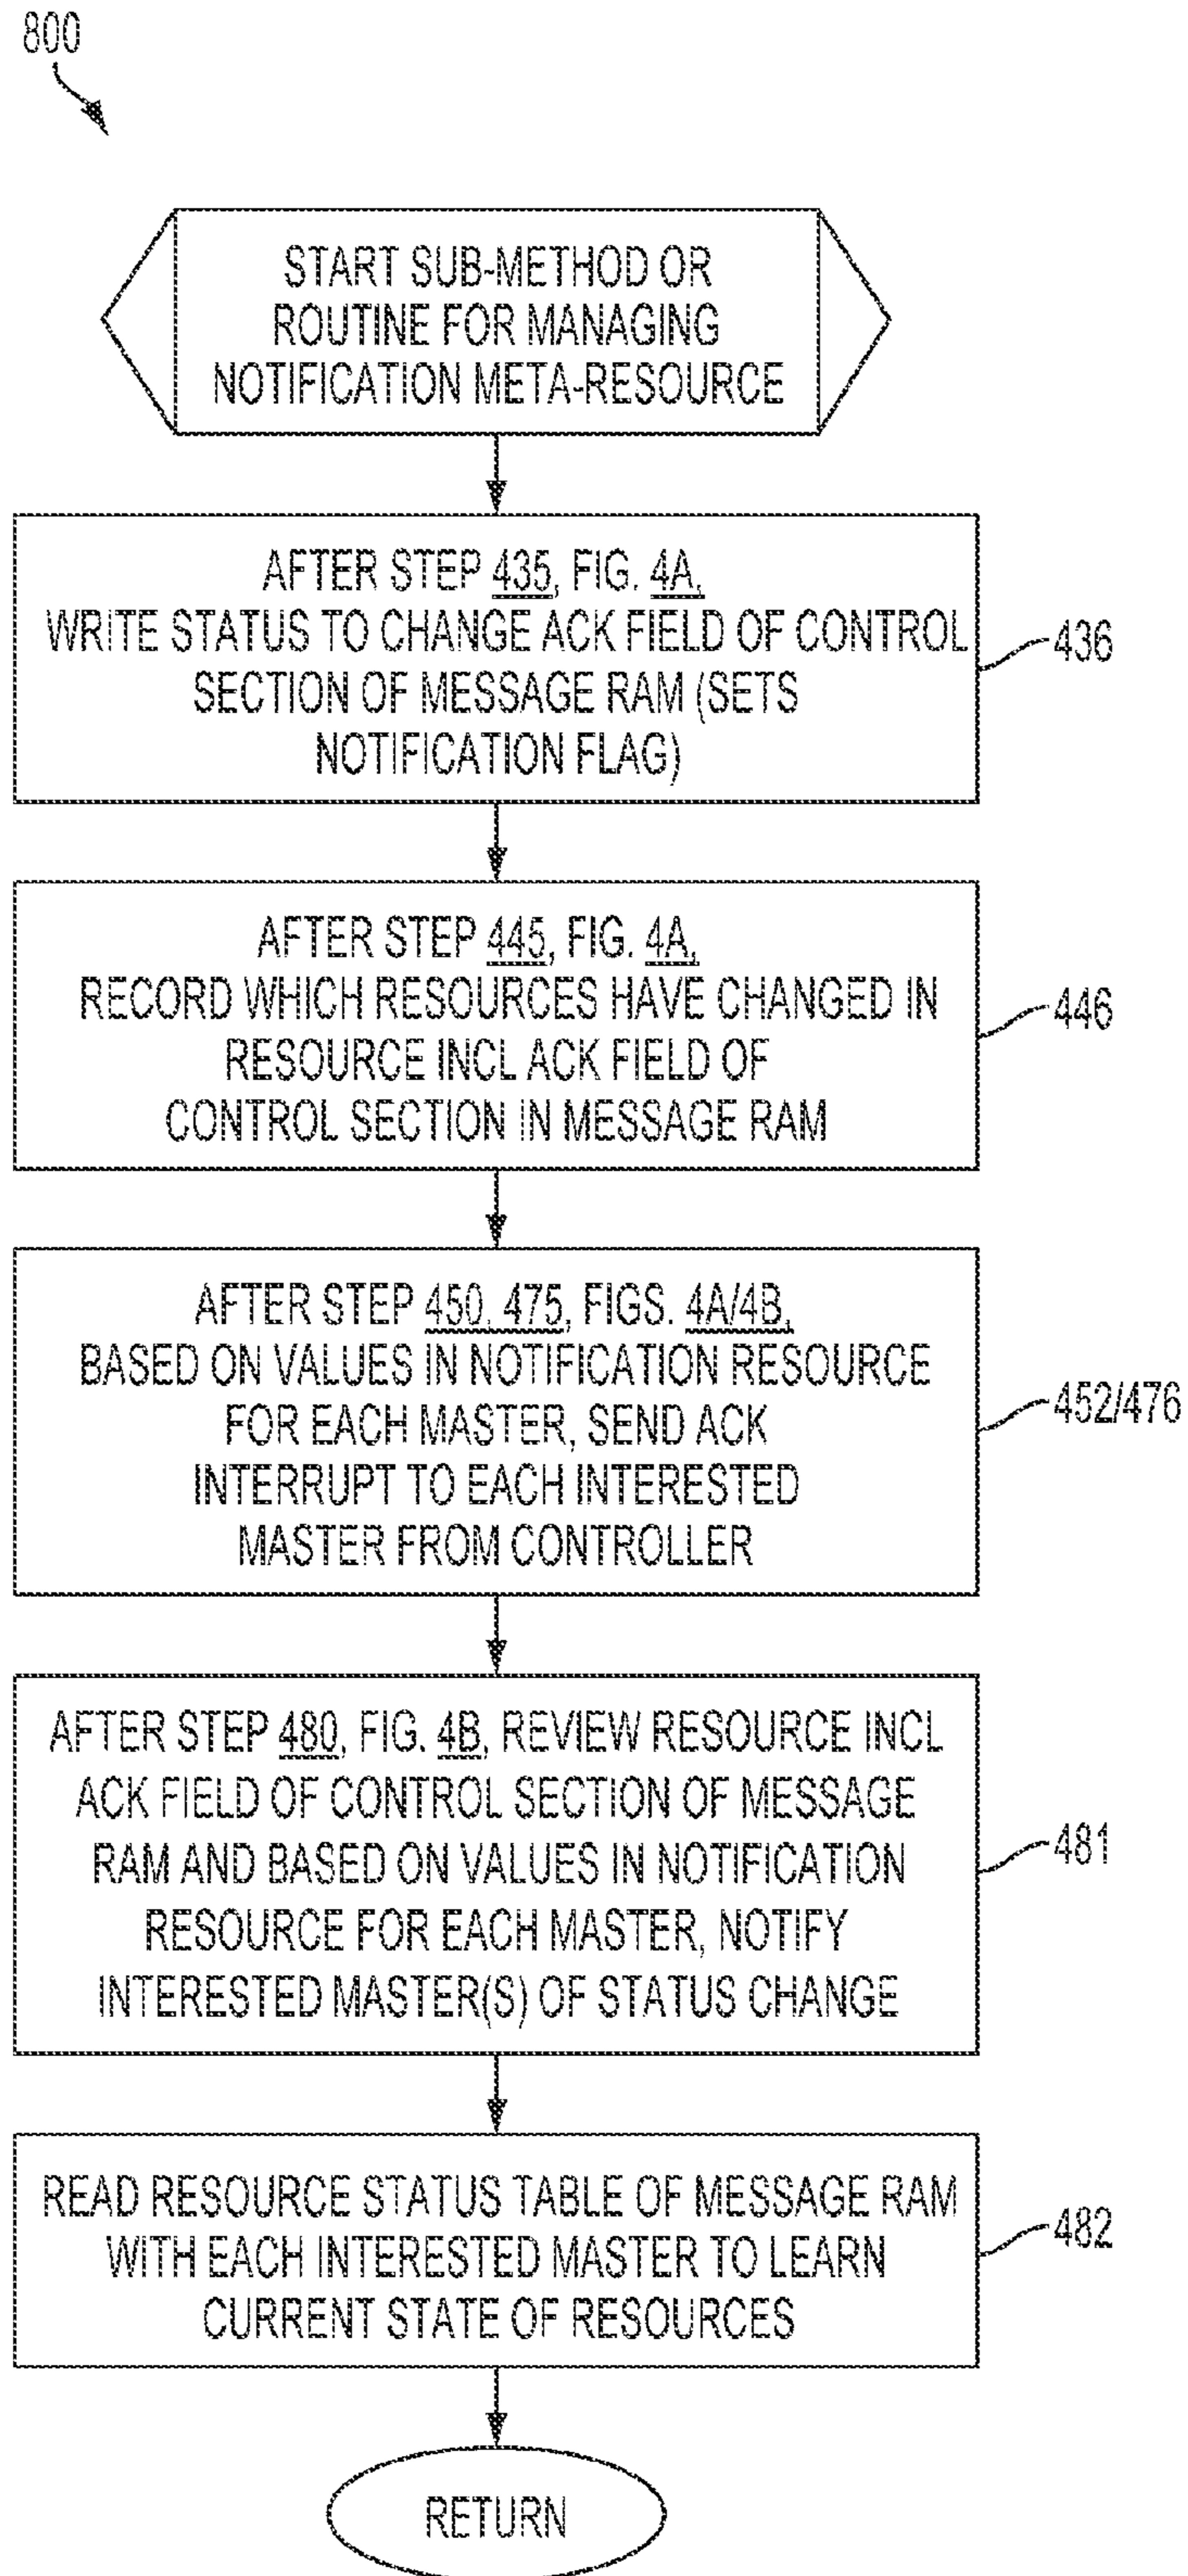 800
START SUB-METHOD OR
ROUTINE FOR MANAGING
NOTIFICATION META-RESOURCE
AFTER STEP 435, FIG. 4A,
WRITE STATUS TO CHANGE ACK FIELD OF CONTROL
SECTION OF MESSAGE RAM (SETS
NOTIFICATION FLAG)
436
AFTER STEP 445, FIG. 4A,
RECORD WHICH RESOURCES HAVE CHANGED IN
RESOURCE INCL ACK FIELD OF
CONTROL SECTION IN MESSAGE RAM
446
AFTER STEP 450, 475, FIGS. 4A/4B,
BASED ON VALUES IN NOTIFICATION RESOURCE
FOR EACH MASTER, SEND ACK
INTERRUPT TO EACH INTERESTED
MASTER FROM CONTROLLER
452/476
AFTER STEP 480, FIG. 4B, REVIEW RESOURCE INCL
ACK FIELD OF CONTROL SECTION OF MESSAGE
RAM AND BASED ON VALUES IN NOTIFICATION
RESOURCE FOR EACH MASTER, NOTIFY
INTERESTED MASTER(S) OF STATUS CHANGE
481
READ RESOURCE STATUS TABLE OF MESSAGE RAM
WITH EACH INTERESTED MASTER TO LEARN
CURRENT STATE OF RESOURCES
482
RETURN